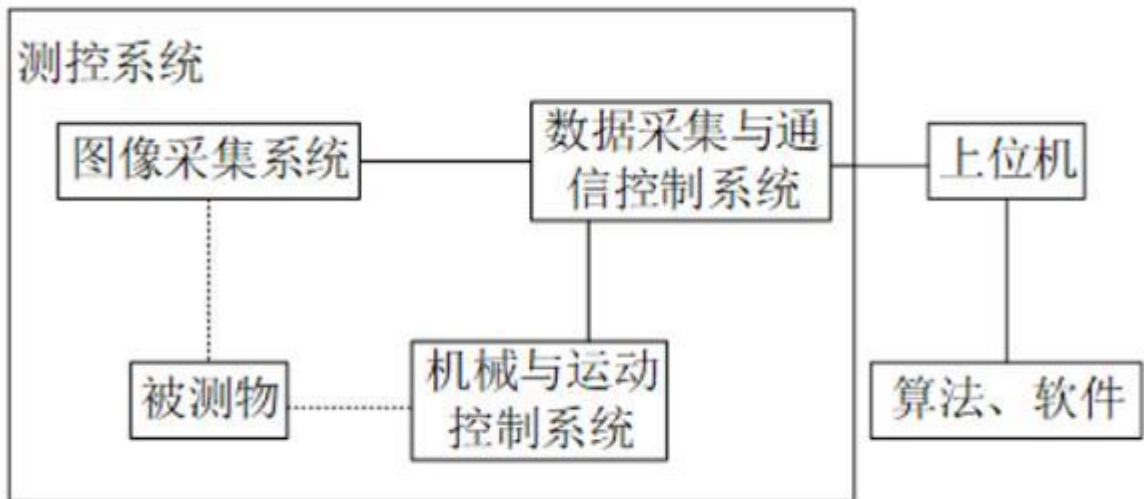 测控系统
图像采集系统
数据采集与通
信控制系统
上位机
被测物
机械与运动
控制系统
算法、软件